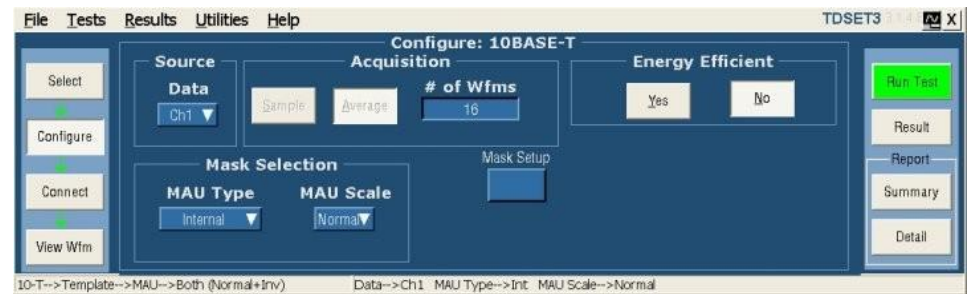 File Tests Results Utilities Help TDSET3 X
Configure: 10BASE-T
Source Acquisition Energy Efficient
Select Data Sample Average # of Wfms Yes No Run Test
Ch1 16
Configure Result
Mask Selection Mask Setup Report
Connect MAU Type MAU Scale Summary
Internal Normal
View Wfm Detail
10-T-->Template-->MAU-->Both (Normal+Inv) Data-->Ch1 MAU Type-->Int MAU Scale-->Normal